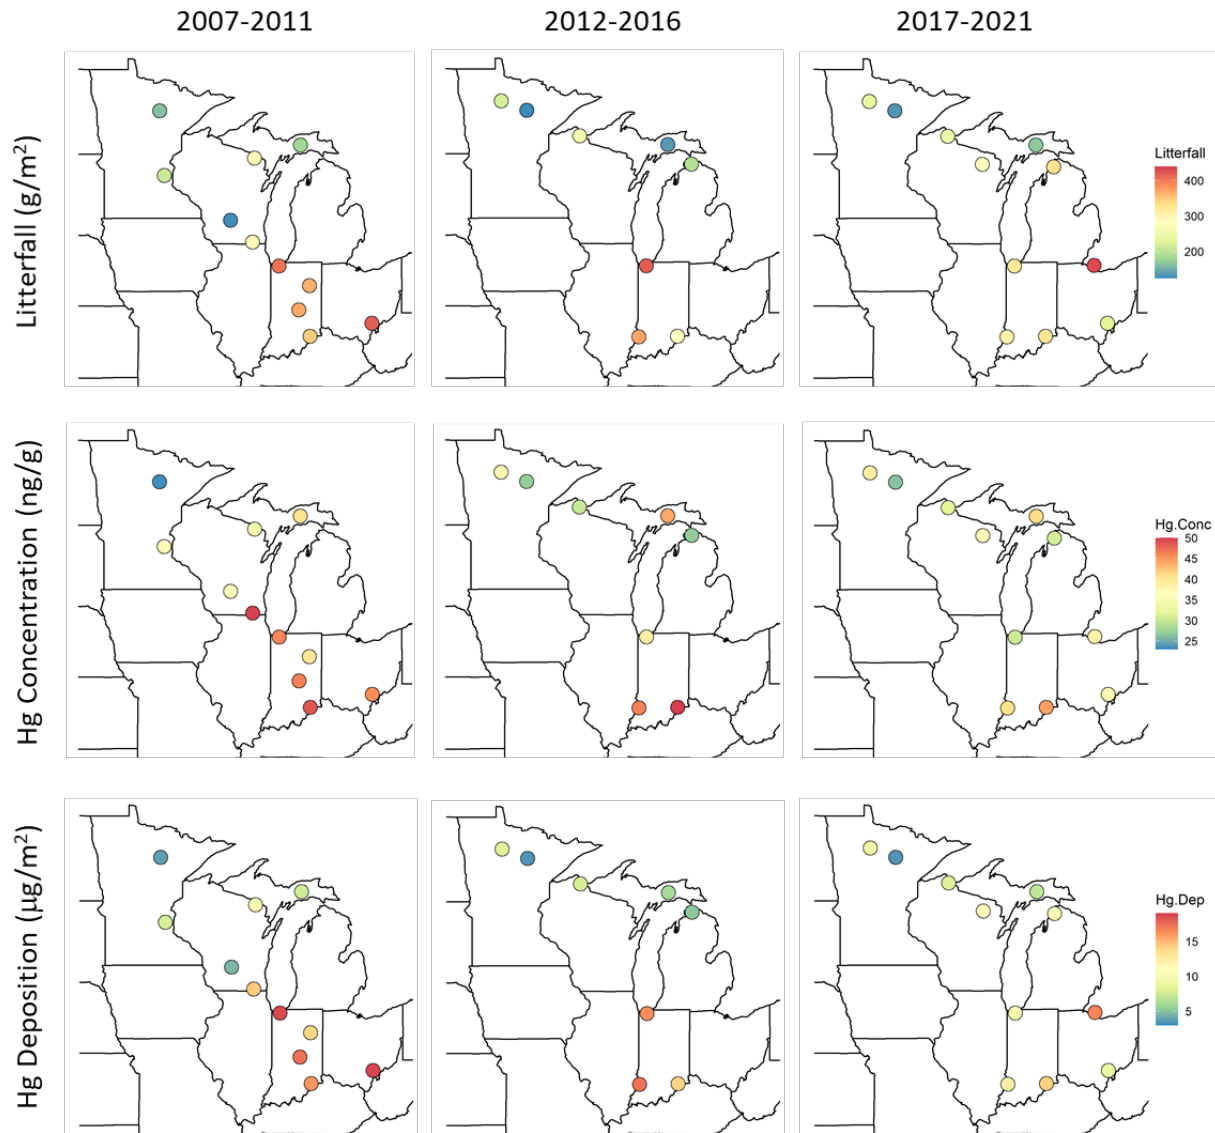 2007-2011 2012-2016 2017-2021
Litterfall (g/m²)
Litterfall
400
300
200
Hg Concentration (ng/g)
Hg.Conc
50
45
40
35
30
25
Hg Deposition (µg/m²)
Hg.Dep
15
10
5